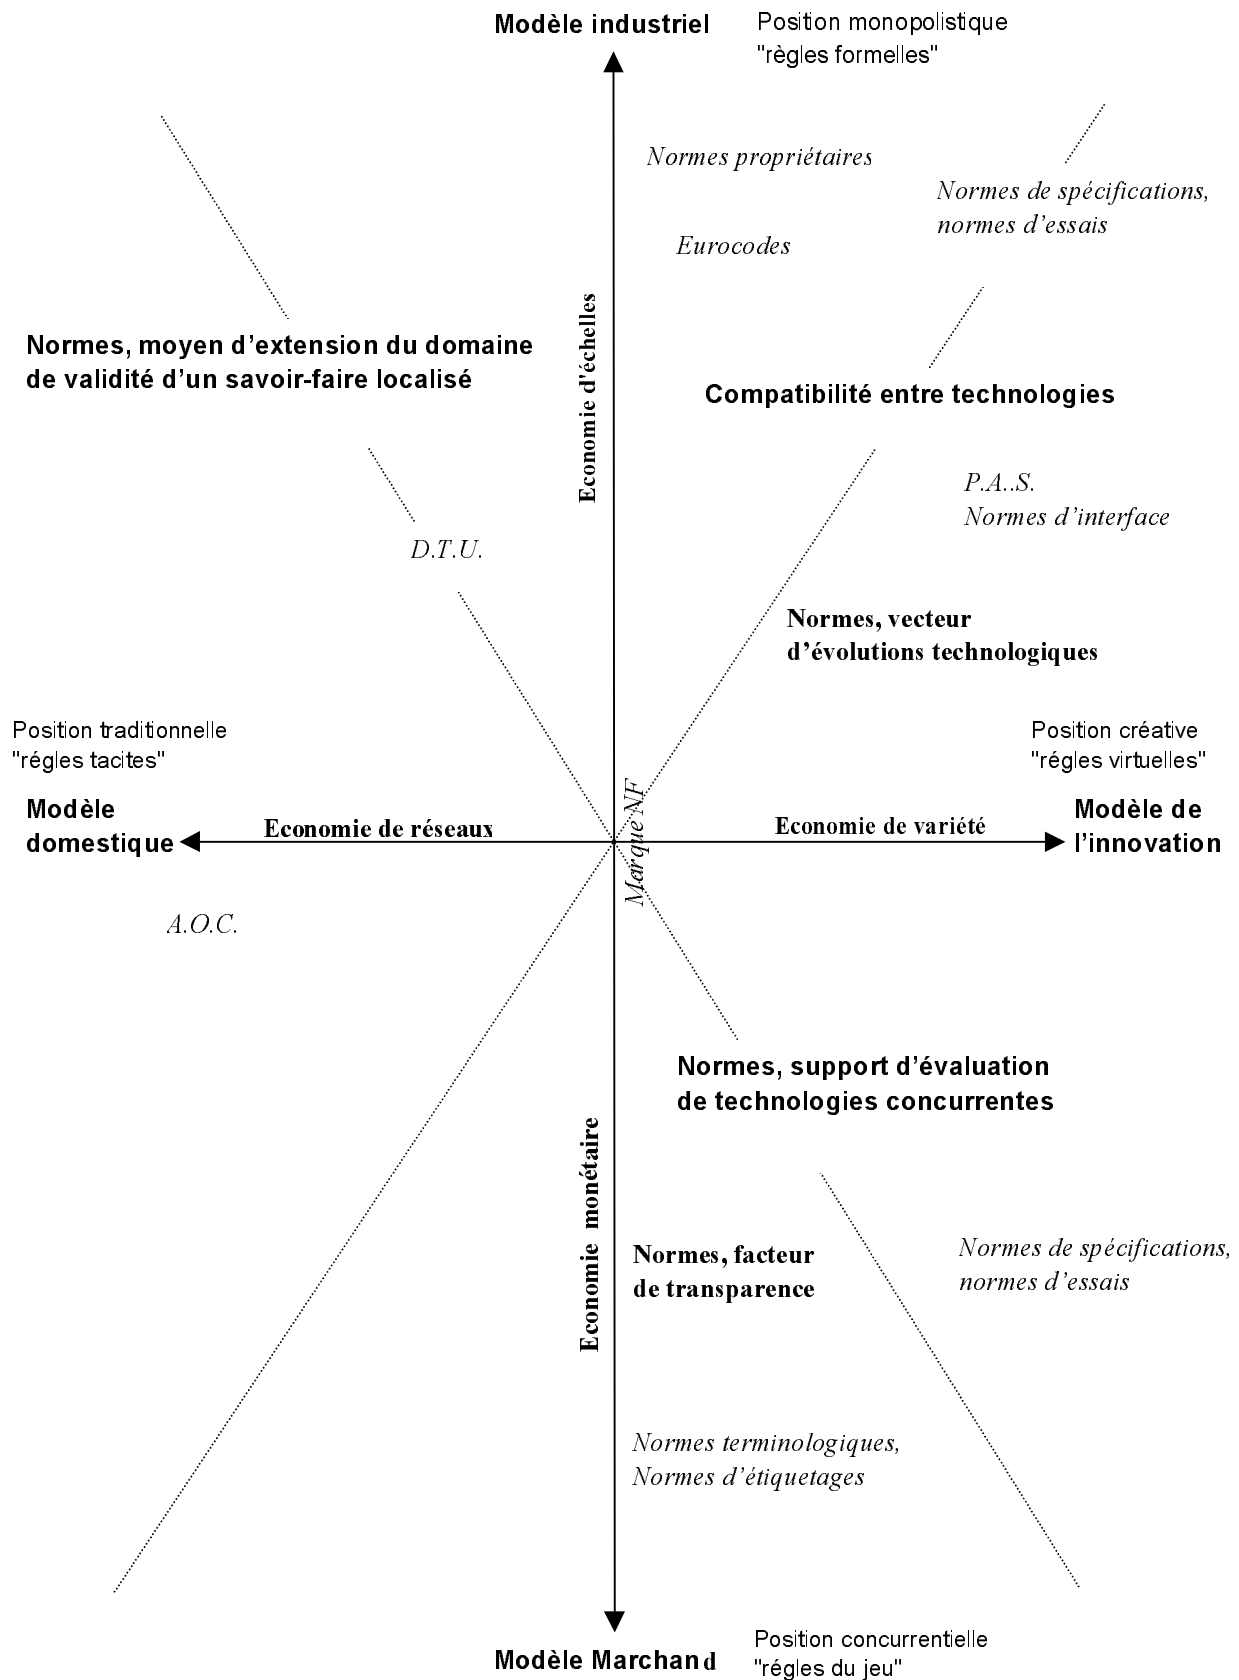 Modèle industriel
Position monopolistique
"règles formelles"
Normes propriétaires
Normes de spécifications,
normes d'essais
Eurocodes
Economie d'échelles
Normes, moyen d'extension du domaine
de validité d'un savoir-faire localisé
Compatibilité entre technologies
P.A..S.
Normes d'interface
D.T.U.
Normes, vecteur
d'évolutions technologiques
Position traditionnelle
"régles tacites"
Position créative
"régles virtuelles"
Modèle
domestique
Economie de réseaux
Marque NF
Economie de variété
Modèle de
l'innovation
A.O.C.
Normes, support d'évaluation
de technologies concurrentes
Economie monétaire
Normes, facteur
de transparence
Normes de spécifications,
normes d'essais
Normes terminologiques,
Normes d'étiquetages
Modèle Marchand
Position concurrentielle
"régles du jeu"